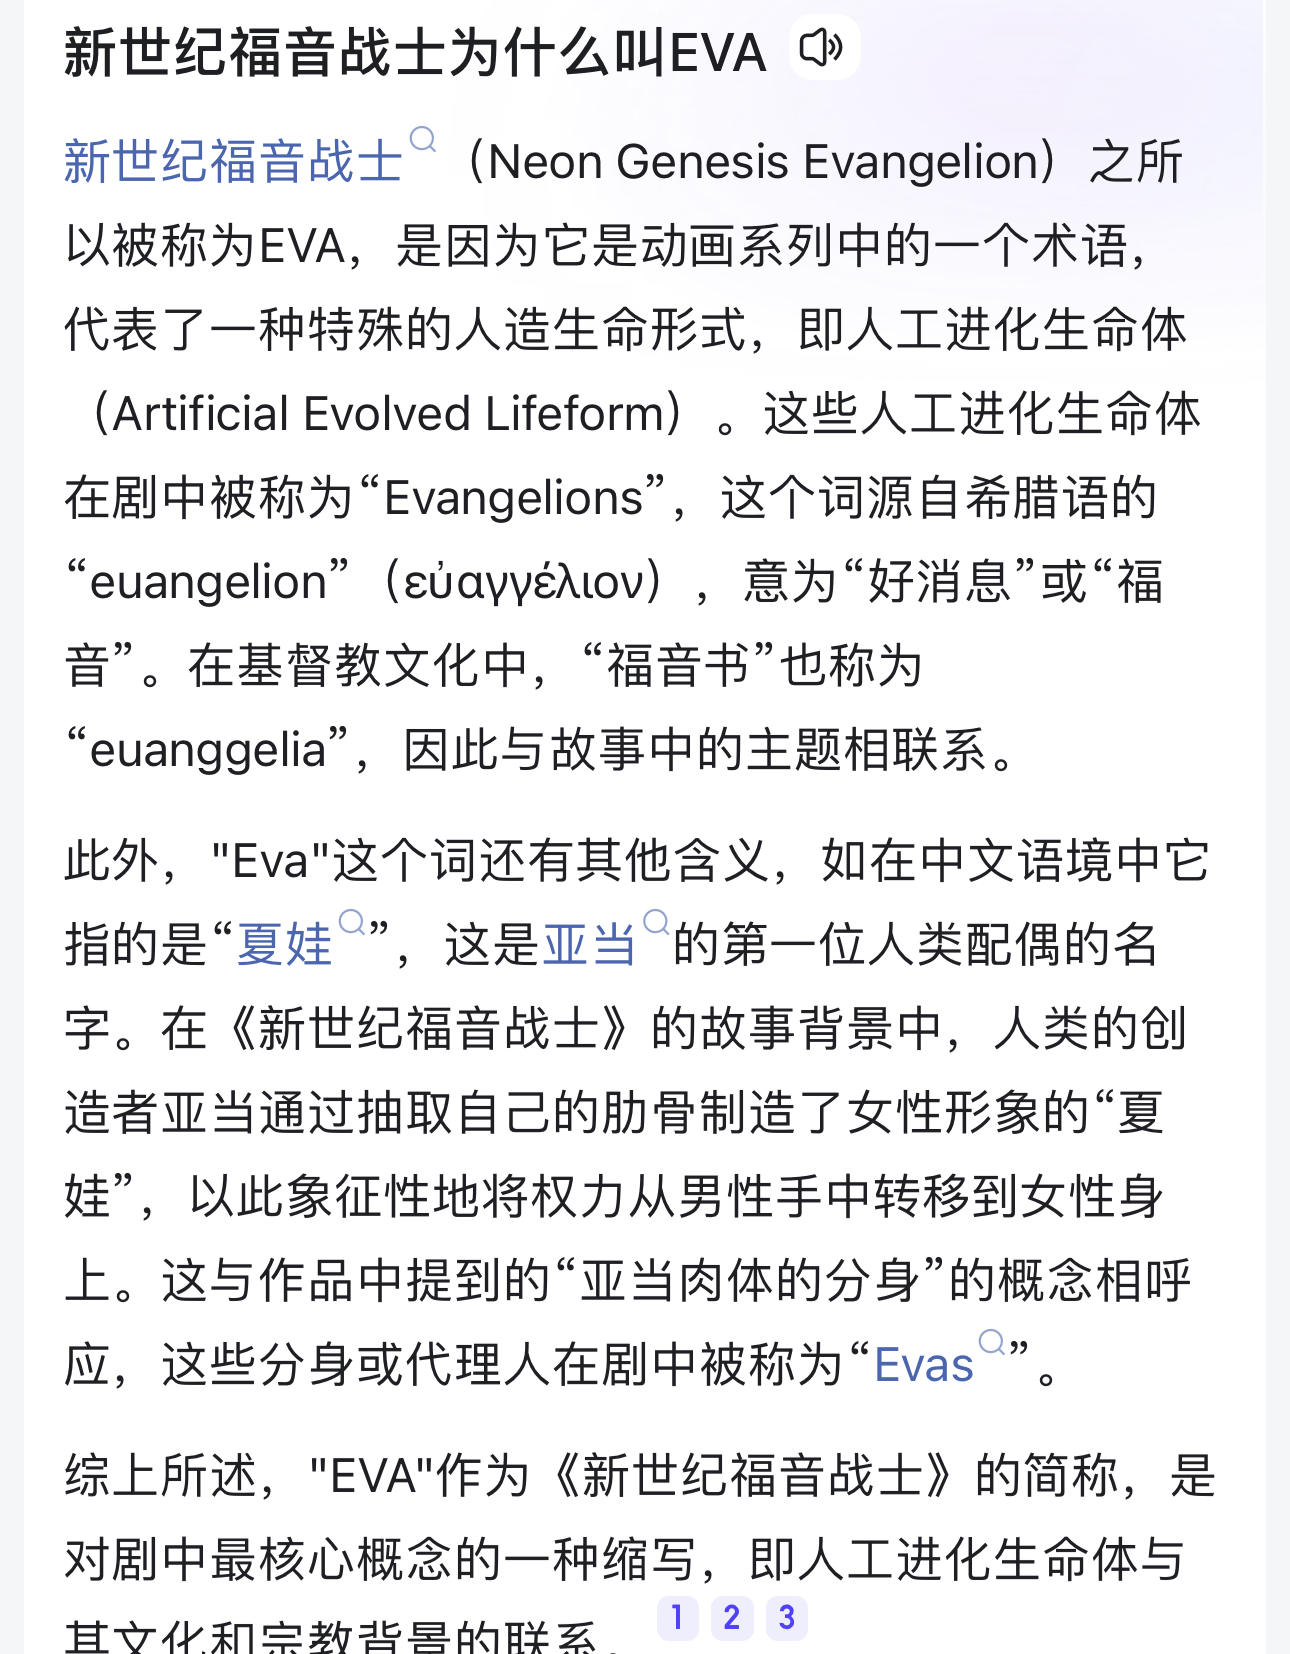 新世纪福音战士为什么叫EVA
新世纪福音战士（Neon Genesis Evangelion）之所
以被称为EVA，是因为它是动画系列中的一个术语，
代表了一种特殊的人造生命形式，即人工进化生命体
（Artificial Evolved Lifeform）。这些人工进化生命体
在剧中被称为“Evangelions”，这个词源自希腊语的
“euangelion”（εὐαγγέλιον），意为“好消息”或“福
音”。在基督教文化中，“福音书”也称为
“euanggelia”，因此与故事中的主题相联系。
此外，"Eva"这个词还有其他含义，如在中文语境中它
指的是“夏娃”，这是亚当的第一位人类配偶的名
字。在《新世纪福音战士》的故事背景中，人类的创
造者亚当通过抽取自己的肋骨制造了女性形象的“夏
娃”，以此象征性地将权力从男性手中转移到女性身
上。这与作品中提到的“亚当肉体的分身”的概念相呼
应，这些分身或代理人在剧中被称为“Evas”。
综上所述，"EVA"作为《新世纪福音战士》的简称，是
对剧中最核心概念的一种缩写，即人工进化生命体与
其文化和宗教背景的联系。 1 2 3